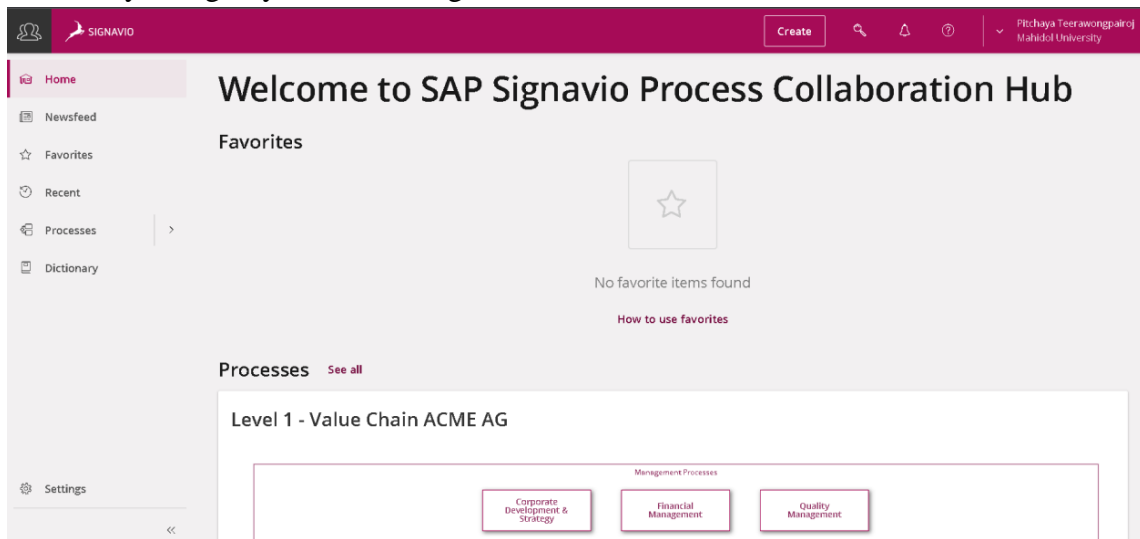 SIGNAVIO
Create
Pitchaya Teerawongpairoj
Mahidol University
Home
Newsfeed
Favorites
Recent
Processes
Dictionary
Settings
Welcome to SAP Signavio Process Collaboration Hub
Favorites
No favorite items found
How to use favorites
Processes See all
Level 1 - Value Chain ACME AG
Management Processes
Corporate
Development &
Strategy
Financial
Management
Quality
Management